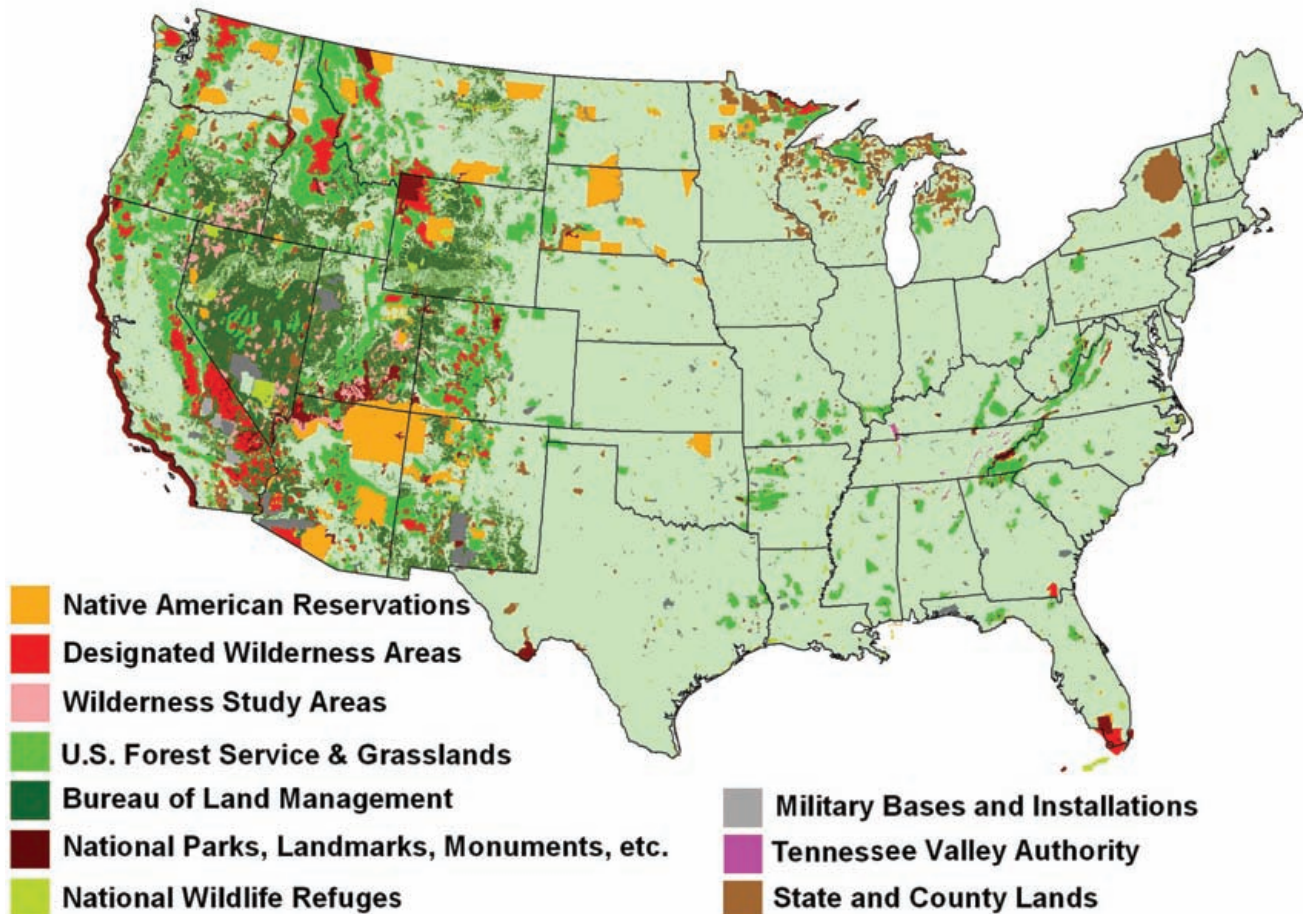 Native American Reservations
Designated Wilderness Areas
Wilderness Study Areas
U.S. Forest Service & Grasslands
Bureau of Land Management
National Parks, Landmarks, Monuments, etc.
National Wildlife Refuges
Military Bases and Installations
Tennessee Valley Authority
State and County Lands